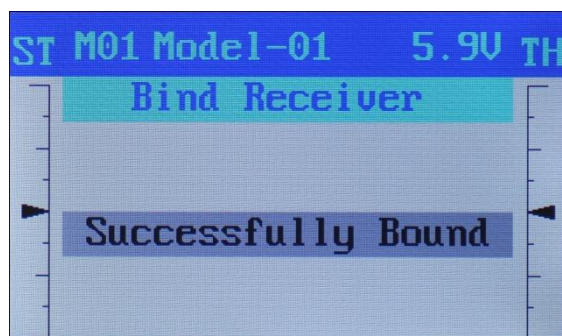 ST M01 Model-01 5.9V TH
Bind Receiver
Successfully Bound